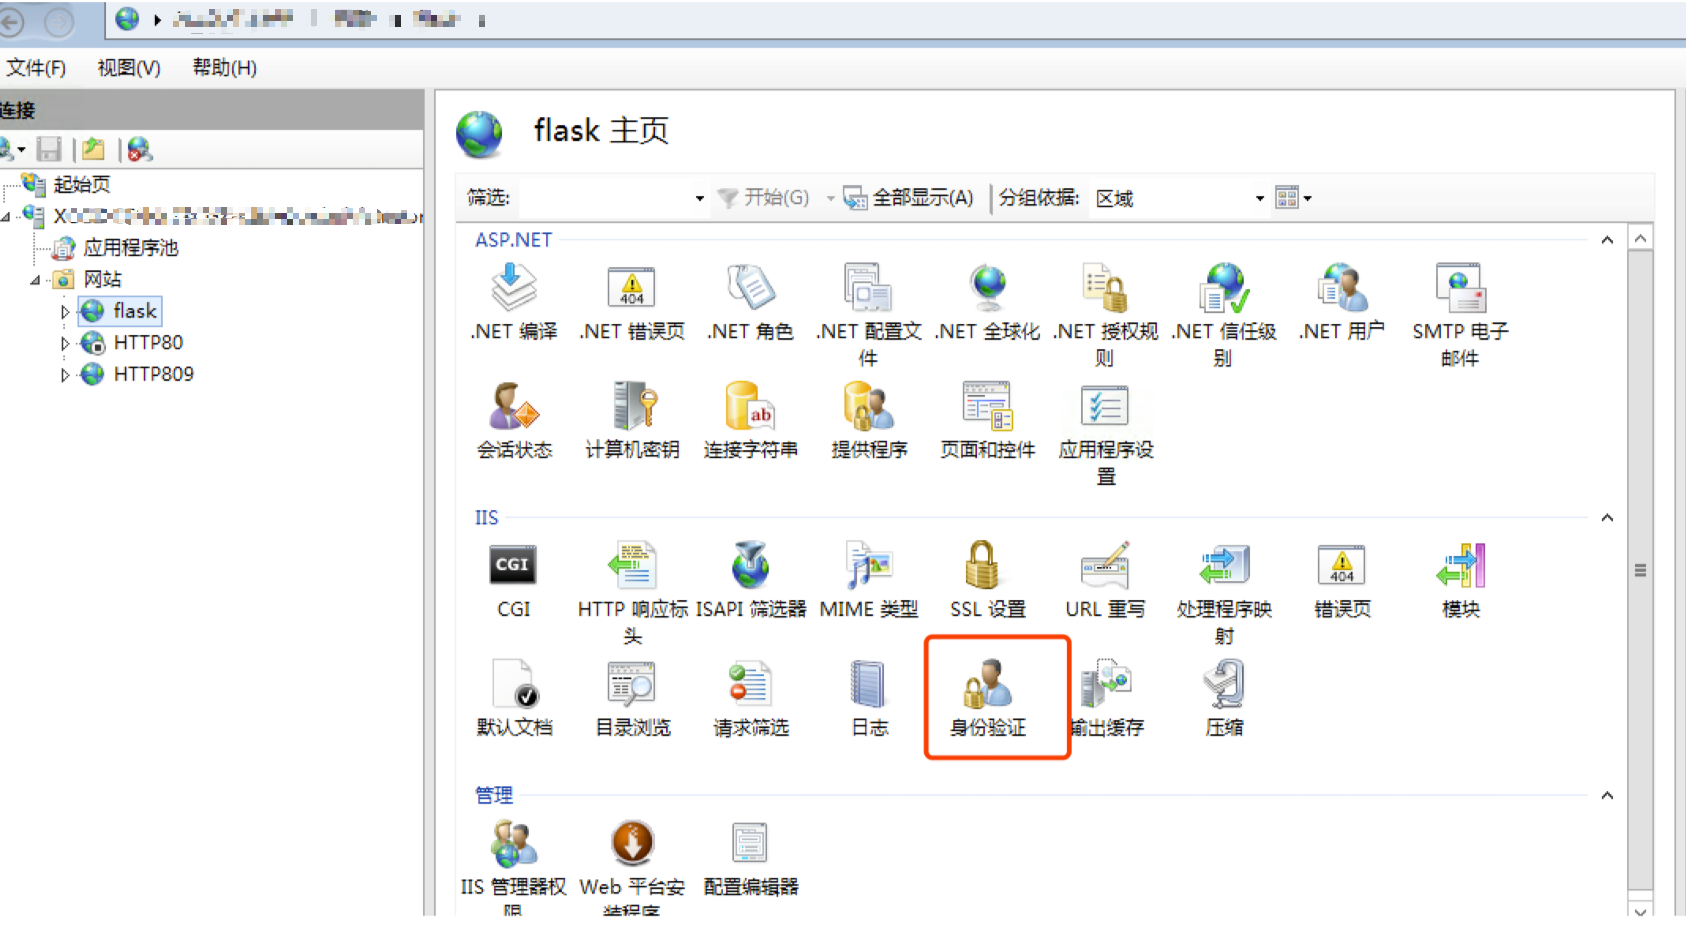 文件(F) 视图(V) 帮助(H)
连接
flask 主页
筛选: 开始(G) 全部显示(A) 分组依据: 区域
起始页
应用程序池
网站
flask
HTTP80
HTTP809
ASP.NET
404
.NET 编译 .NET 错误页 .NET 角色 .NET 配置文件 .NET 全球化 .NET 授权规则 .NET 信任级别 .NET 用户 SMTP 电子邮件
ab
会话状态 计算机密钥 连接字符串 提供程序 页面和控件 应用程序设置
IIS
CGI 404
CGI HTTP 响应标头 ISAPI 筛选器 MIME 类型 SSL 设置 URL 重写 处理程序映射 错误页 模块
默认文档 目录浏览 请求筛选 日志 身份验证 输出缓存 压缩
管理
IIS 管理器权限 Web 平台安装程序 配置编辑器